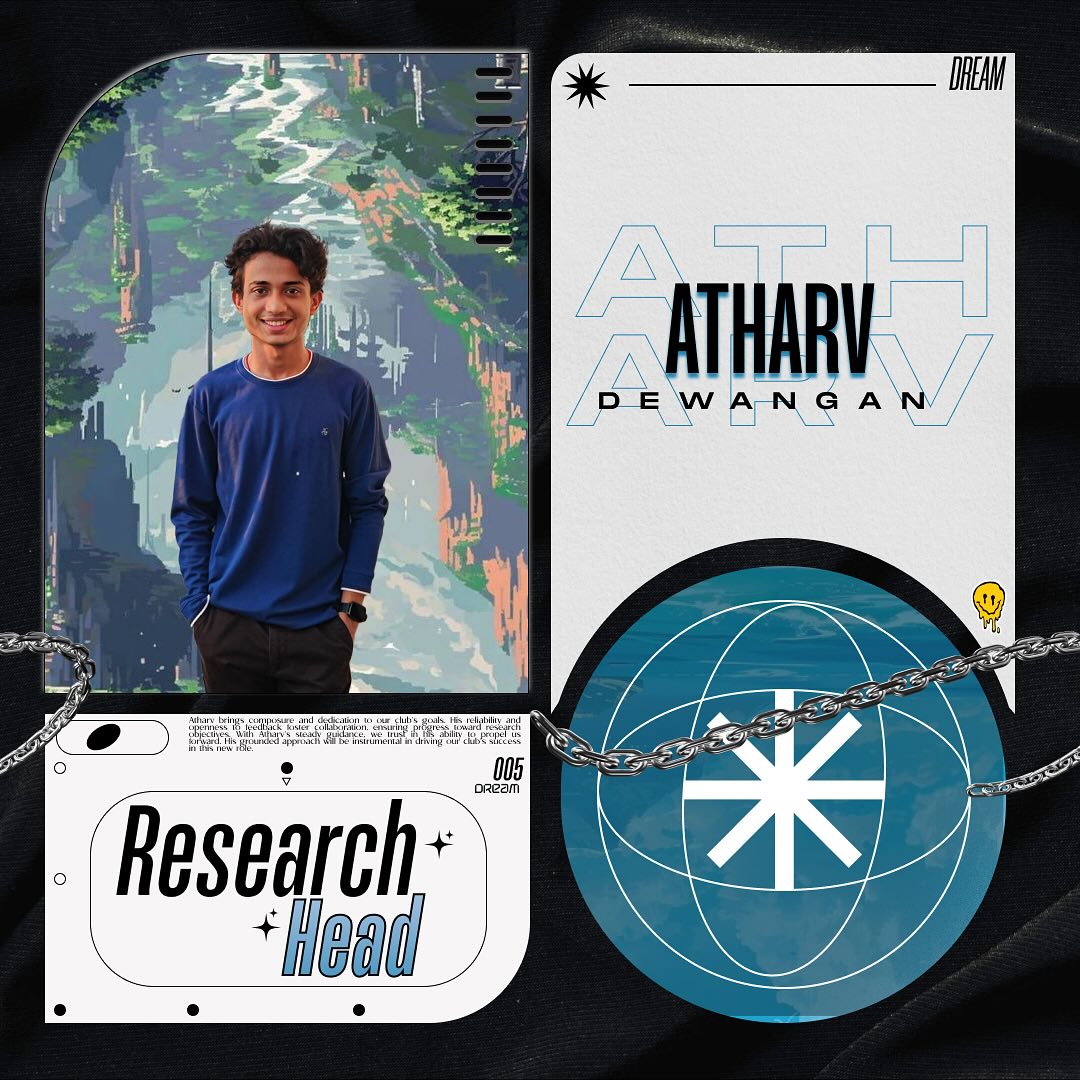 DREAM
ATH
ARV
ATHARV
DEWANGAN
Atharv brings composure and dedication to our club's goals. His reliability and
openness to feedback foster collaboration, ensuring progress toward research
objectives. With Atharv's steady guidance, we trust in his ability to propel us
forward. His grounded approach will be instrumental in driving our club's success
in this new role.
005
DREAM
Research
Head